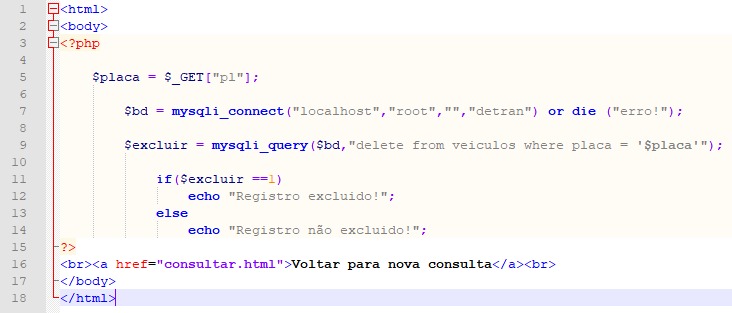 1 <html>
2 <body>
3 <?php
4
5 $placa = $_GET["pl"];
6
7 $bd = mysqli_connect("localhost","root","","detran") or die ("erro!");
8
9 $excluir = mysqli_query($bd,"delete from veiculos where placa = '$placa'");
10
11 if($excluir ==1)
12 echo "Registro excluido!";
13 else
14 echo "Registro não excluido!";
15 ?>
16 <br><a href="consultar.html">Voltar para nova consulta</a><br>
17 </body>
18 </html>